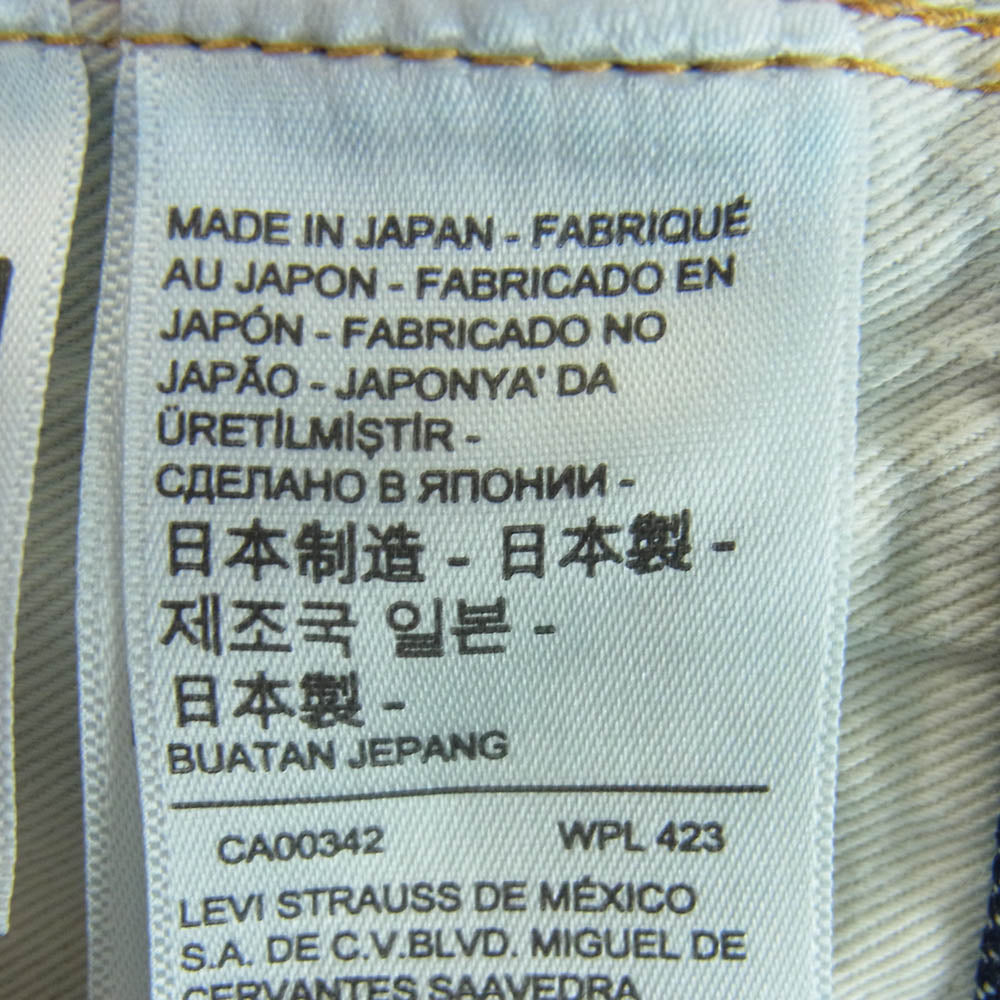 MADE IN JAPAN - FABRIQUÉ
AU JAPON - FABRICADO EN
JAPÓN - FABRICADO NO
JAPÃO - JAPONYA' DA
ÜRETİLMİŞTİR -
СДЕЛАНО В ЯПОНИИ -
日本制造 - 日本製 -
제조국 일본 -
日本製 -
BUATAN JEPANG
CA00342 WPL 423
LEVI STRAUSS DE MÉXICO
S.A. DE C.V.BLVD. MIGUEL DE
CERVANTES SAAVEDRA